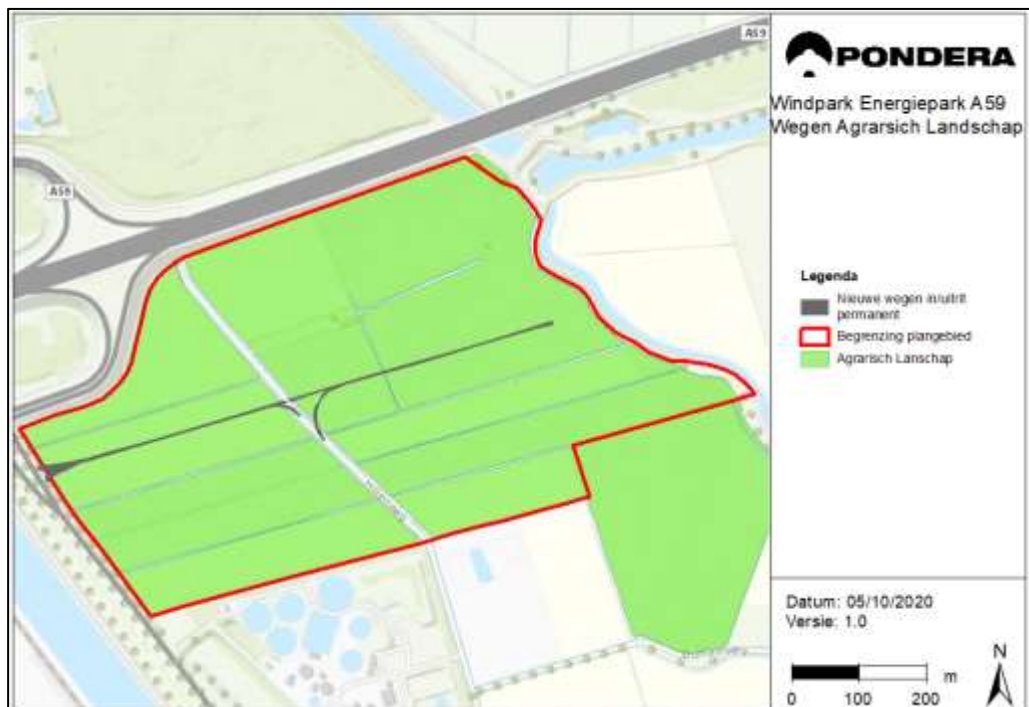 A59
A59
PONDERA
Windpark Energiepark A59
Wegen Agrarsich Landschap
Legenda
Nieuwe wegen in/uitrit
permanent
Begrenzing plangebied
Agrarisch Lanschap
Datum: 05/10/2020
Versie: 1.0
N
m
0 100 200